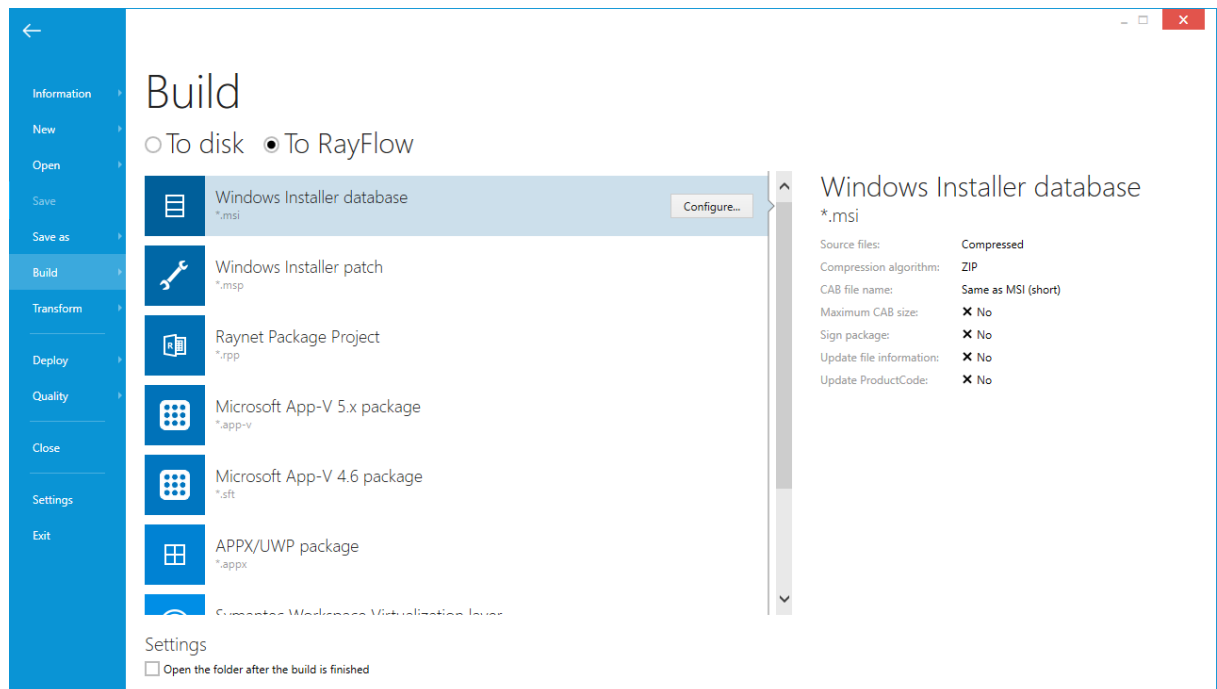 Information
New
Open
Save
Save as
Build
Transform
Deploy
Quality
Close
Settings
Exit
Build
To disk
To RayFlow
Windows Installer database
*.msi
Configure...
Windows Installer patch
*.msp
Raynet Package Project
*.rpp
Microsoft App-V 5.x package
*.app-v
Microsoft App-V 4.6 package
*.sft
APPX/UWP package
*.appx
Symantec Workspace Virtualization layer
Settings
Open the folder after the build is finished
Windows Installer database
*.msi
Source files: Compressed
Compression algorithm: ZIP
CAB file name: Same as MSI (short)
Maximum CAB size: No
Sign package: No
Update file information: No
Update ProductCode: No